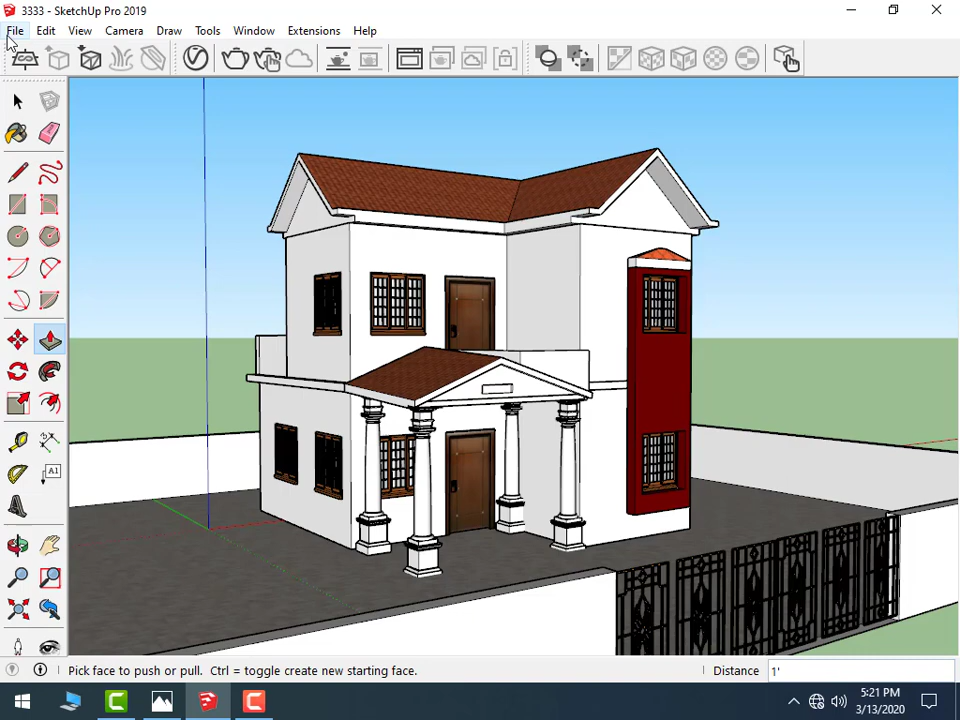 3333 - SketchUp Pro 2019
File Edit View Camera Draw Tools Window Extensions Help
A1
Pick face to push or pull. Ctrl = toggle create new starting face.
Distance 1'
5:21 PM
3/13/2020